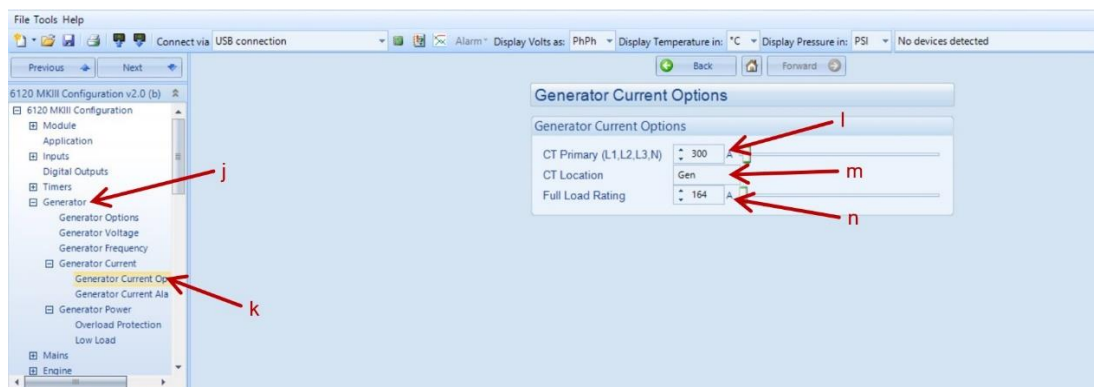 File Tools Help
Connect via USB connection Alarm Display Volts as: PhPh Display Temperature in: °C Display Pressure in: PSI No devices detected
Previous Next Back Forward
6120 MKIII Configuration v2.0 (b)
6120 MKIII Configuration
Module
Application
Inputs
Digital Outputs
Timers
Generator
Generator Options
Generator Voltage
Generator Frequency
Generator Current
Generator Current Op
Generator Current Ala
Generator Power
Overload Protection
Low Load
Mains
Engine
j
k
Generator Current Options
Generator Current Options
CT Primary (L1,L2,L3,N) 300 A
CT Location Gen
Full Load Rating 164 A
l
m
n